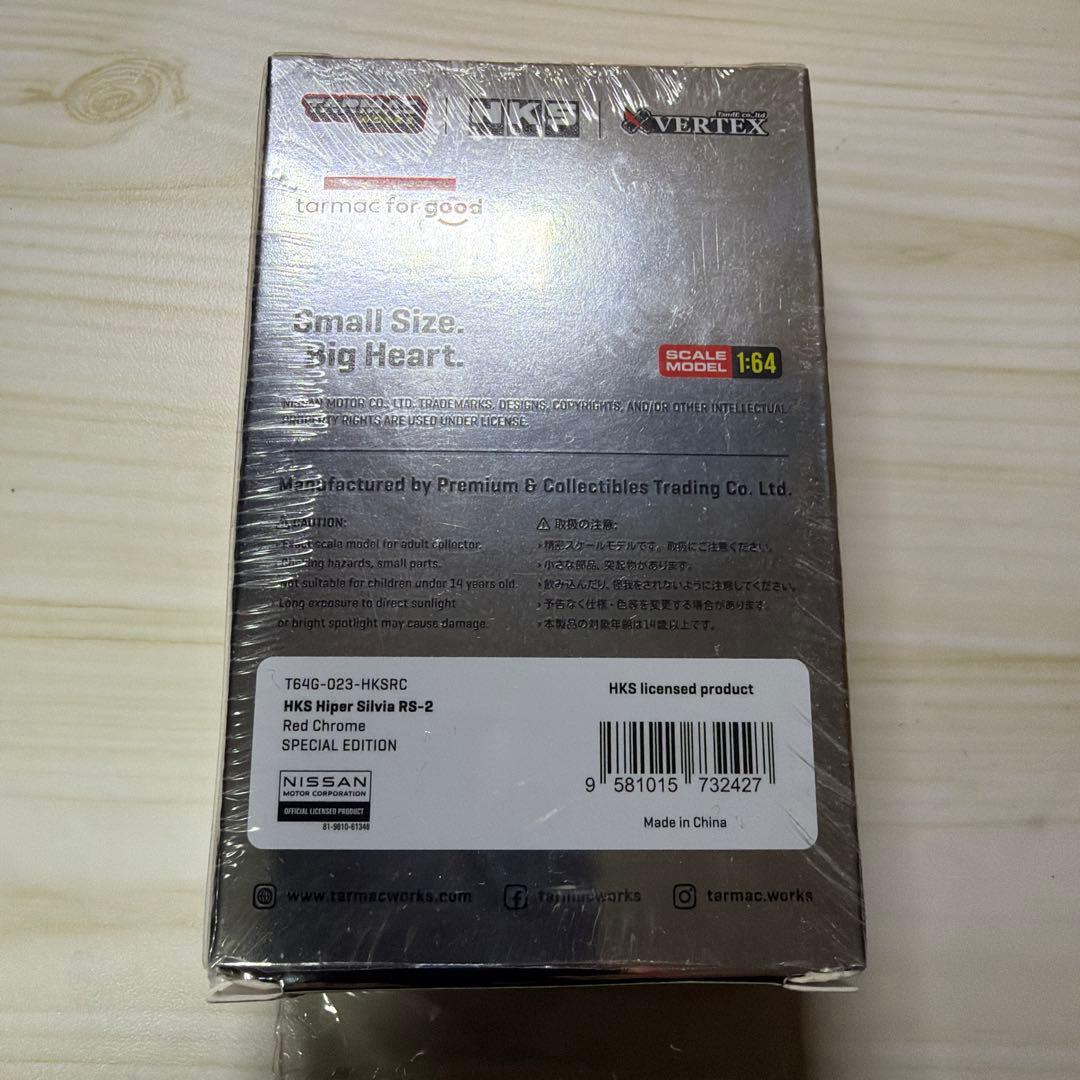 Tarmac WORKS
HKS
TandE co.,ltd
VERTEX
tarmac for good
Small Size.
Big Heart.
SCALE MODEL 1:64
NISSAN MOTOR CO., LTD. TRADEMARKS, DESIGNS, COPYRIGHTS, AND/OR OTHER INTELLECTUAL
PROPERTY RIGHTS ARE USED UNDER LICENSE.
Manufactured by Premium & Collectibles Trading Co. Ltd.
CAUTION:
Exact scale model for adult collector.
Choking hazards, small parts.
Not suitable for children under 14 years old.
Long exposure to direct sunlight
or bright spotlight may cause damage.
取扱の注意:
精密スケールモデルです。取扱にご注意ください。
小さな部品、突起物があります。
飲み込んだり、怪我をされないように注意してください。
予告なく仕様・色等を変更する場合があります。
本製品の対象年齢は14歳以上です。
T64G-023-HKSRC
HKS Hiper Silvia RS-2
Red Chrome
SPECIAL EDITION
NISSAN
MOTOR CORPORATION
OFFICIAL LICENSED PRODUCT
81-9810-61348
HKS licensed product
9 581015 732427
Made in China
www.tarmacworks.com
tarmacworks
tarmac.works